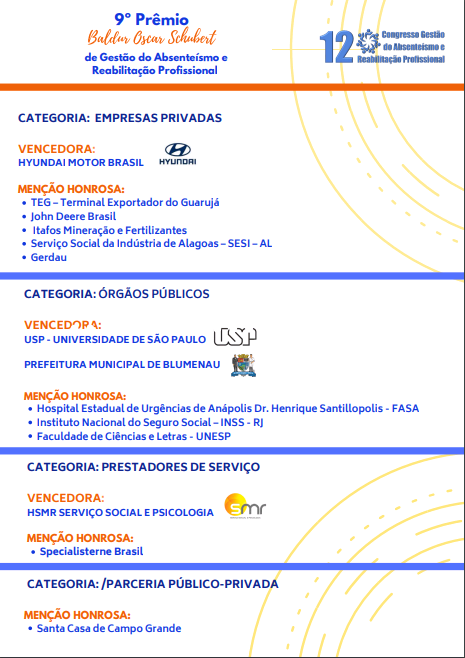 9º Prêmio
Baldur Oscar Schubert
de Gestão do Absenteísmo e
Reabilitação Profissional
12
Congresso Gestão
do Absenteísmo e
Reabilitação Profissional
CATEGORIA: EMPRESAS PRIVADAS
VENCEDORA:
HYUNDAI MOTOR BRASIL
HYUNDAI
MENÇÃO HONROSA:
• TEG – Terminal Exportador do Guarujá
• John Deere Brasil
• Itafos Mineração e Fertilizantes
• Serviço Social da Indústria de Alagoas – SESI – AL
• Gerdau
CATEGORIA: ÓRGÃOS PÚBLICOS
VENCEDORA:
USP - UNIVERSIDADE DE SÃO PAULO
USP
PREFEITURA MUNICIPAL DE BLUMENAU
MENÇÃO HONROSA:
• Hospital Estadual de Urgências de Anápolis Dr. Henrique Santillopolis - FASA
• Instituto Nacional do Seguro Social – INSS - RJ
• Faculdade de Ciências e Letras - UNESP
CATEGORIA: PRESTADORES DE SERVIÇO
VENCEDORA:
HSMR SERVIÇO SOCIAL E PSICOLOGIA
smr
MENÇÃO HONROSA:
• Specialisterne Brasil
CATEGORIA: /PARCERIA PÚBLICO-PRIVADA
MENÇÃO HONROSA:
• Santa Casa de Campo Grande